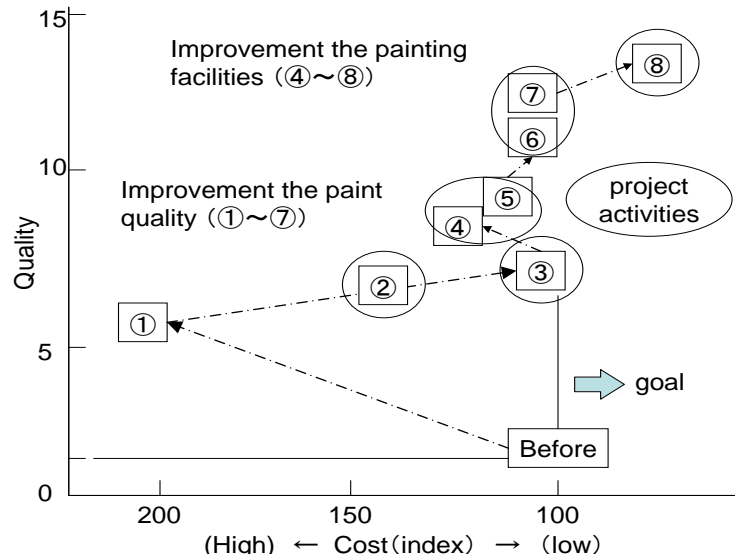 15
Improvement the painting
facilities（④～⑧）
⑧
⑦
⑥
10
Improvement the paint
quality（①～⑦）
project
activities
⑤
④
③
②
①
Quality
5
goal
Before
0
200 150 100
(High) ← Cost(index) → (low)